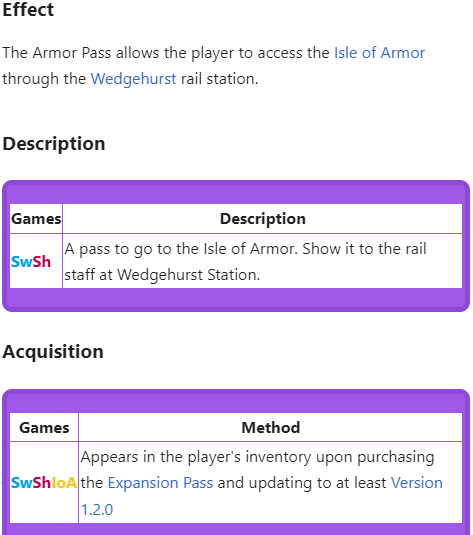 Effect
The Armor Pass allows the player to access the Isle of Armor
through the Wedgehurst rail station.
Description
Games Description
SwSh A pass to go to the Isle of Armor. Show it to the rail
staff at Wedgehurst Station.
Acquisition
Games Method
Appears in the player's inventory upon purchasing
SwShIoA the Expansion Pass and updating to at least Version
1.2.0